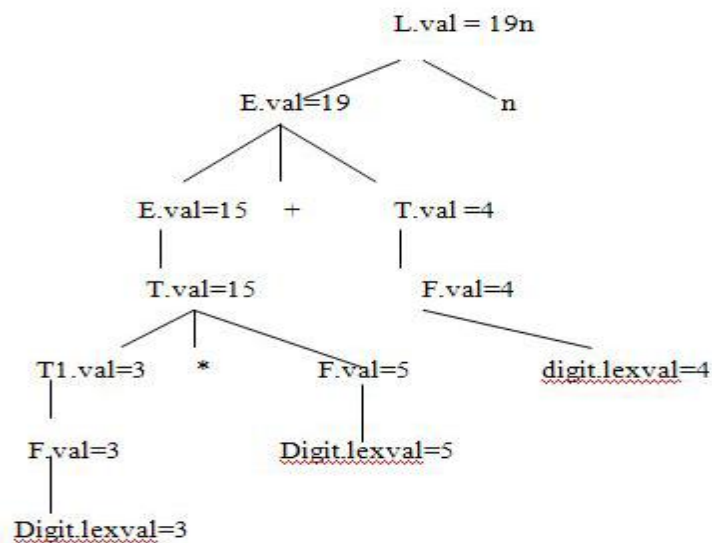 L.val = 19n
E.val=19 n
E.val=15 + T.val =4
T.val=15 F.val=4
T1.val=3 * F.val=5 digit.lexval=4
F.val=3 Digit.lexval=5
Digit.lexval=3